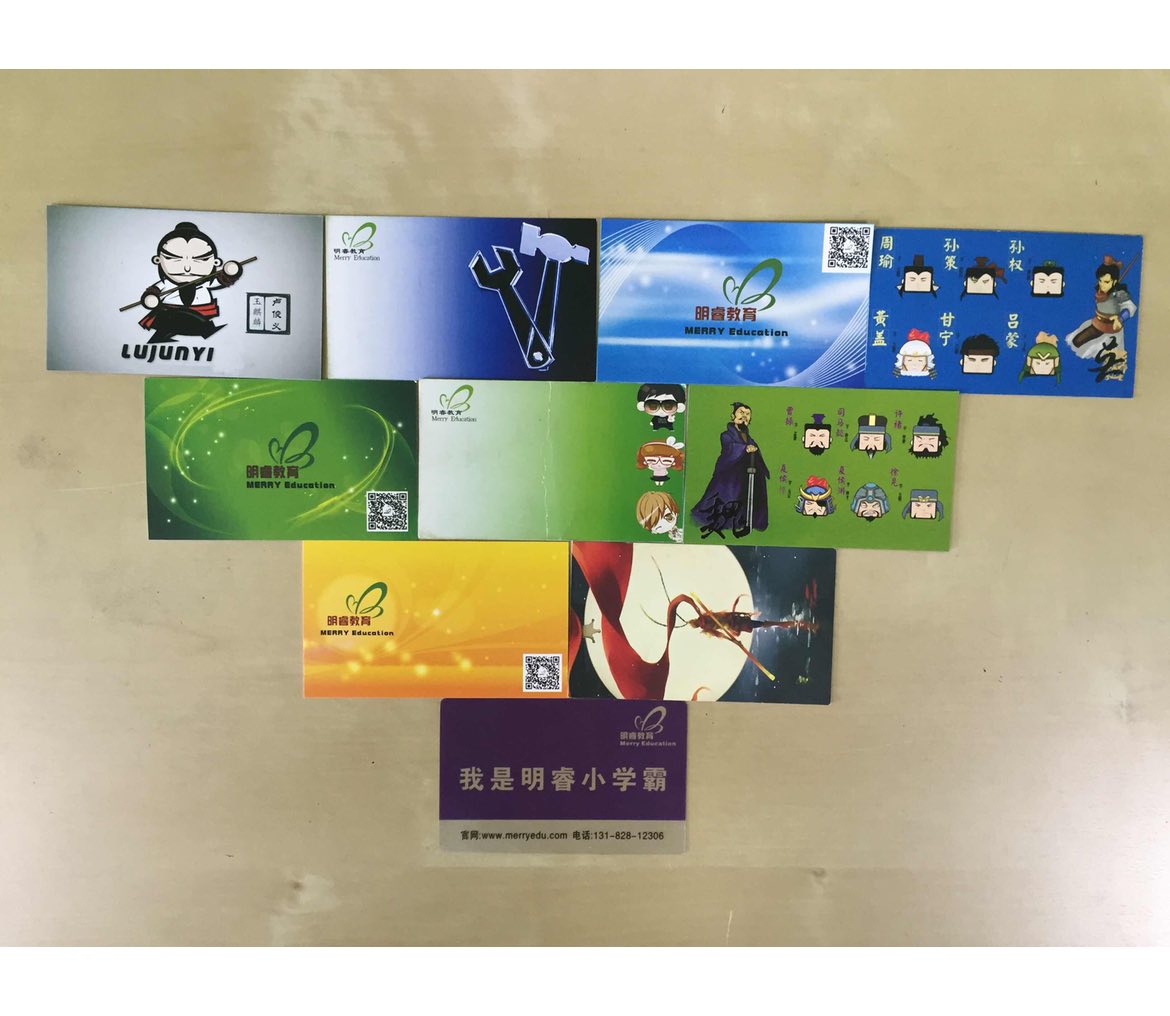 卢俊义
玉麒麟
LUJUNYI
明睿教育
Merry Education
明睿教育
MERRY Education
周瑜
孙策
孙权
黄盖
甘宁
吕蒙
吴
明睿教育
MERRY Education
明睿教育
Merry Education
曹操
司马懿
许褚
夏侯惇
夏侯渊
徐晃
魏
明睿教育
MERRY Education
明睿教育
Merry Education
我是明睿小学霸
官网:www.merryedu.com 电话:131-828-12306